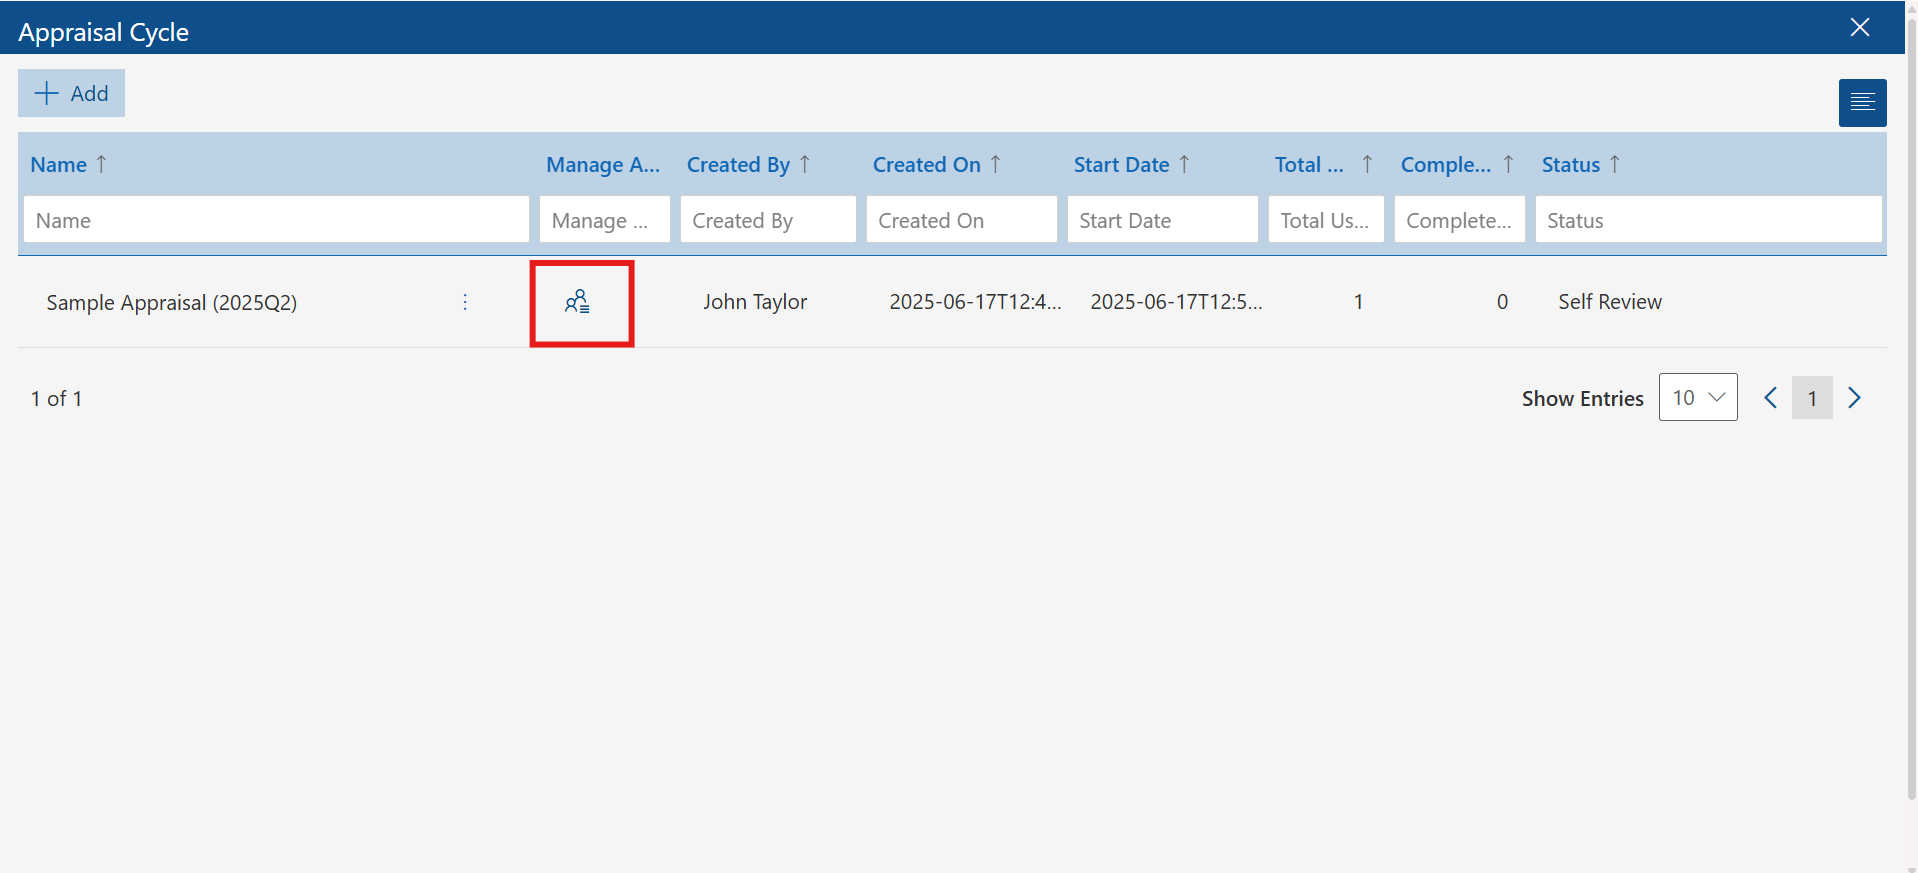 Appraisal Cycle
Add
Name Manage A... Created By Created On Start Date Total ... Comple... Status
Name Manage ... Created By Created On Start Date Total Us... Complete... Status
Sample Appraisal (2025Q2) John Taylor 2025-06-17T12:4... 2025-06-17T12:5... 1 0 Self Review
1 of 1 Show Entries 10 1